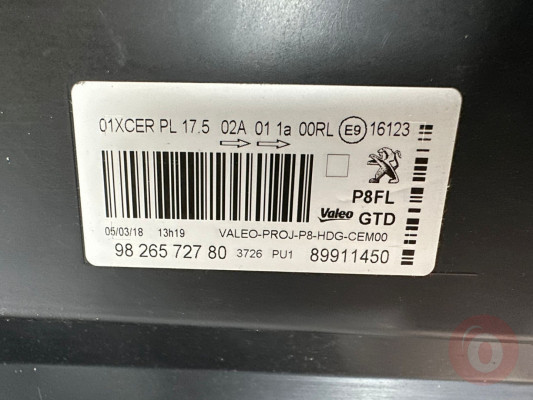 01XCER PL 17.5 02A 01 1a 00RL E9 16123
P8FL
Valeo GTD
05/03/18 13h19 VALEO-PROJ-P8-HDG-CEM00
98 265 727 80 3726 PU1 89911450